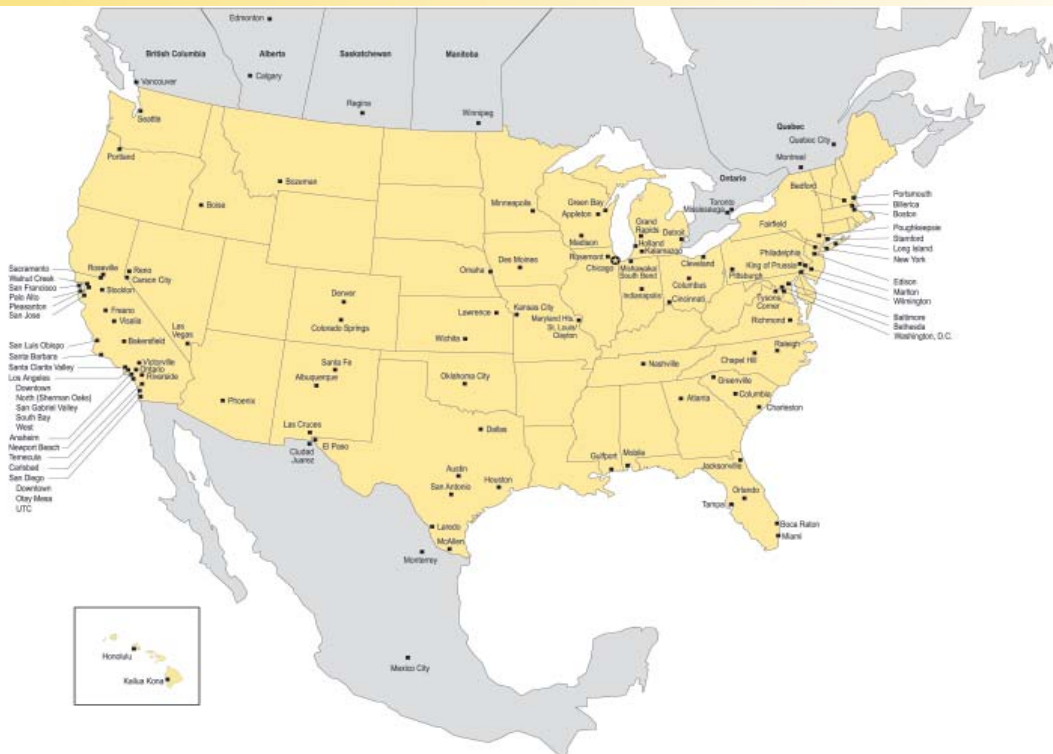 Edmonton
British Columbia
Alberta
Saskatchewan
Manitoba
Vancouver
Calgary
Regina
Winnipeg
Quebec
Quebec City
Montreal
Ontario
Toronto
Mississauga
Seattle
Portland
Bozeman
Boise
Minneapolis
Green Bay
Appleton
Madison
Grand
Rapids
Holland
Kalamazoo
Detroit
Rosemont
Chicago
Mishawaka/
South Bend
Cleveland
Bedford
Portsmouth
Billerica
Boston
Fairfield
Poughkeepsie
Stamford
Long Island
New York
Philadelphia
King of Prussia
Pittsburgh
Edison
Marlton
Wilmington
Tysons
Corner
Baltimore
Bethesda
Washington, D.C.
Richmond
Sacramento
Walnut Creek
San Francisco
Palo Alto
Pleasanton
San Jose
Roseville
Reno
Carson City
Stockton
Fresno
Visalia
Las
Vegas
Bakersfield
San Luis Obispo
Santa Barbara
Santa Clarita Valley
Los Angeles
Downtown
North (Sherman Oaks)
San Gabriel Valley
South Bay
West
Anaheim
Newport Beach
Temecula
Carlsbad
San Diego
Downtown
Otay Mesa
UTC
Victorville
Ontario
Riverside
Omaha
Des Moines
Denver
Colorado Springs
Lawrence
Kansas City
Maryland Hts.
St. Louis/
Clayton
Indianapolis
Columbus
Cincinnati
Wichita
Santa Fe
Albuquerque
Oklahoma City
Nashville
Chapel Hill
Raleigh
Greenville
Columbia
Charleston
Atlanta
Phoenix
Las Cruces
El Paso
Ciudad
Juarez
Dallas
Austin
San Antonio
Houston
Gulfport
Mobile
Jacksonville
Orlando
Tampa
Boca Raton
Miami
Laredo
McAllen
Monterrey
Mexico City
Honolulu
Kailua Kona